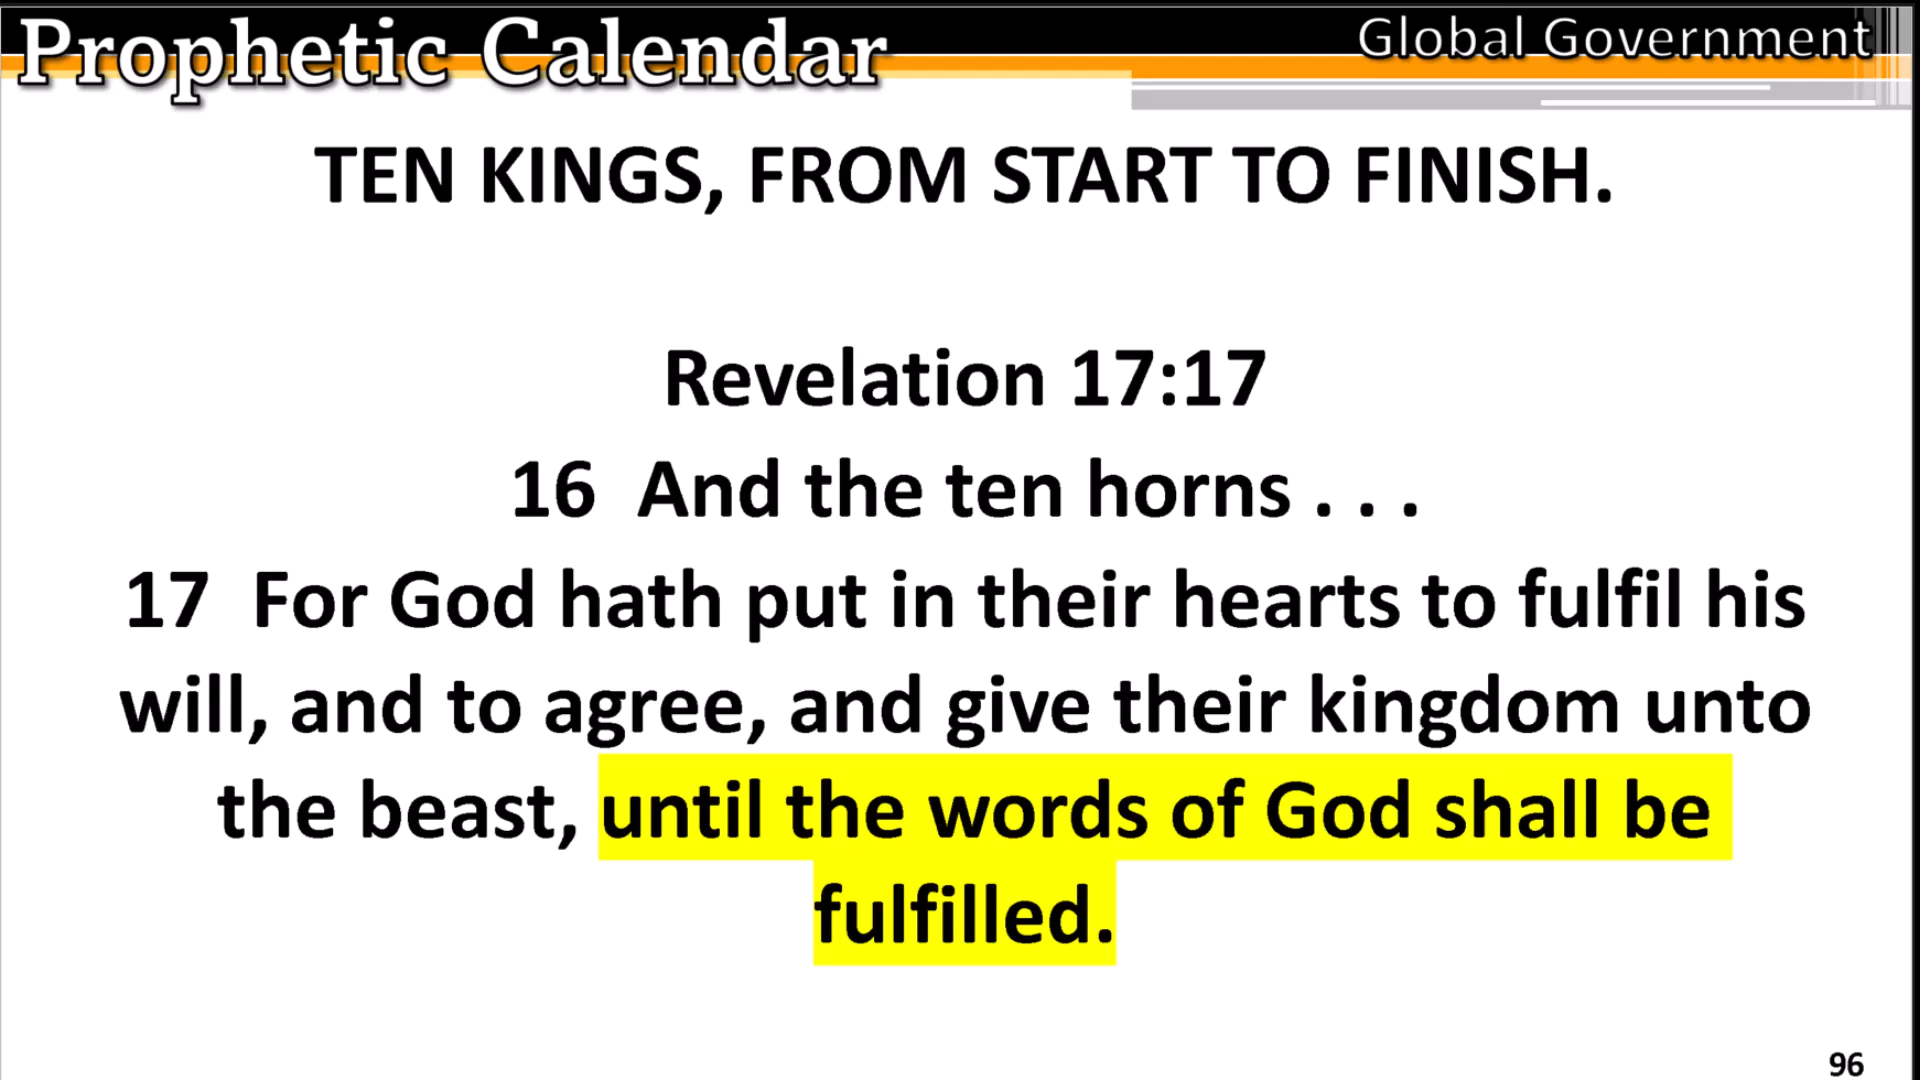 Prophetic Calendar
Global Government
TEN KINGS, FROM START TO FINISH.
Revelation 17:17
16 And the ten horns . . .
17 For God hath put in their hearts to fulfil his
will, and to agree, and give their kingdom unto
the beast, until the words of God shall be
fulfilled.
96